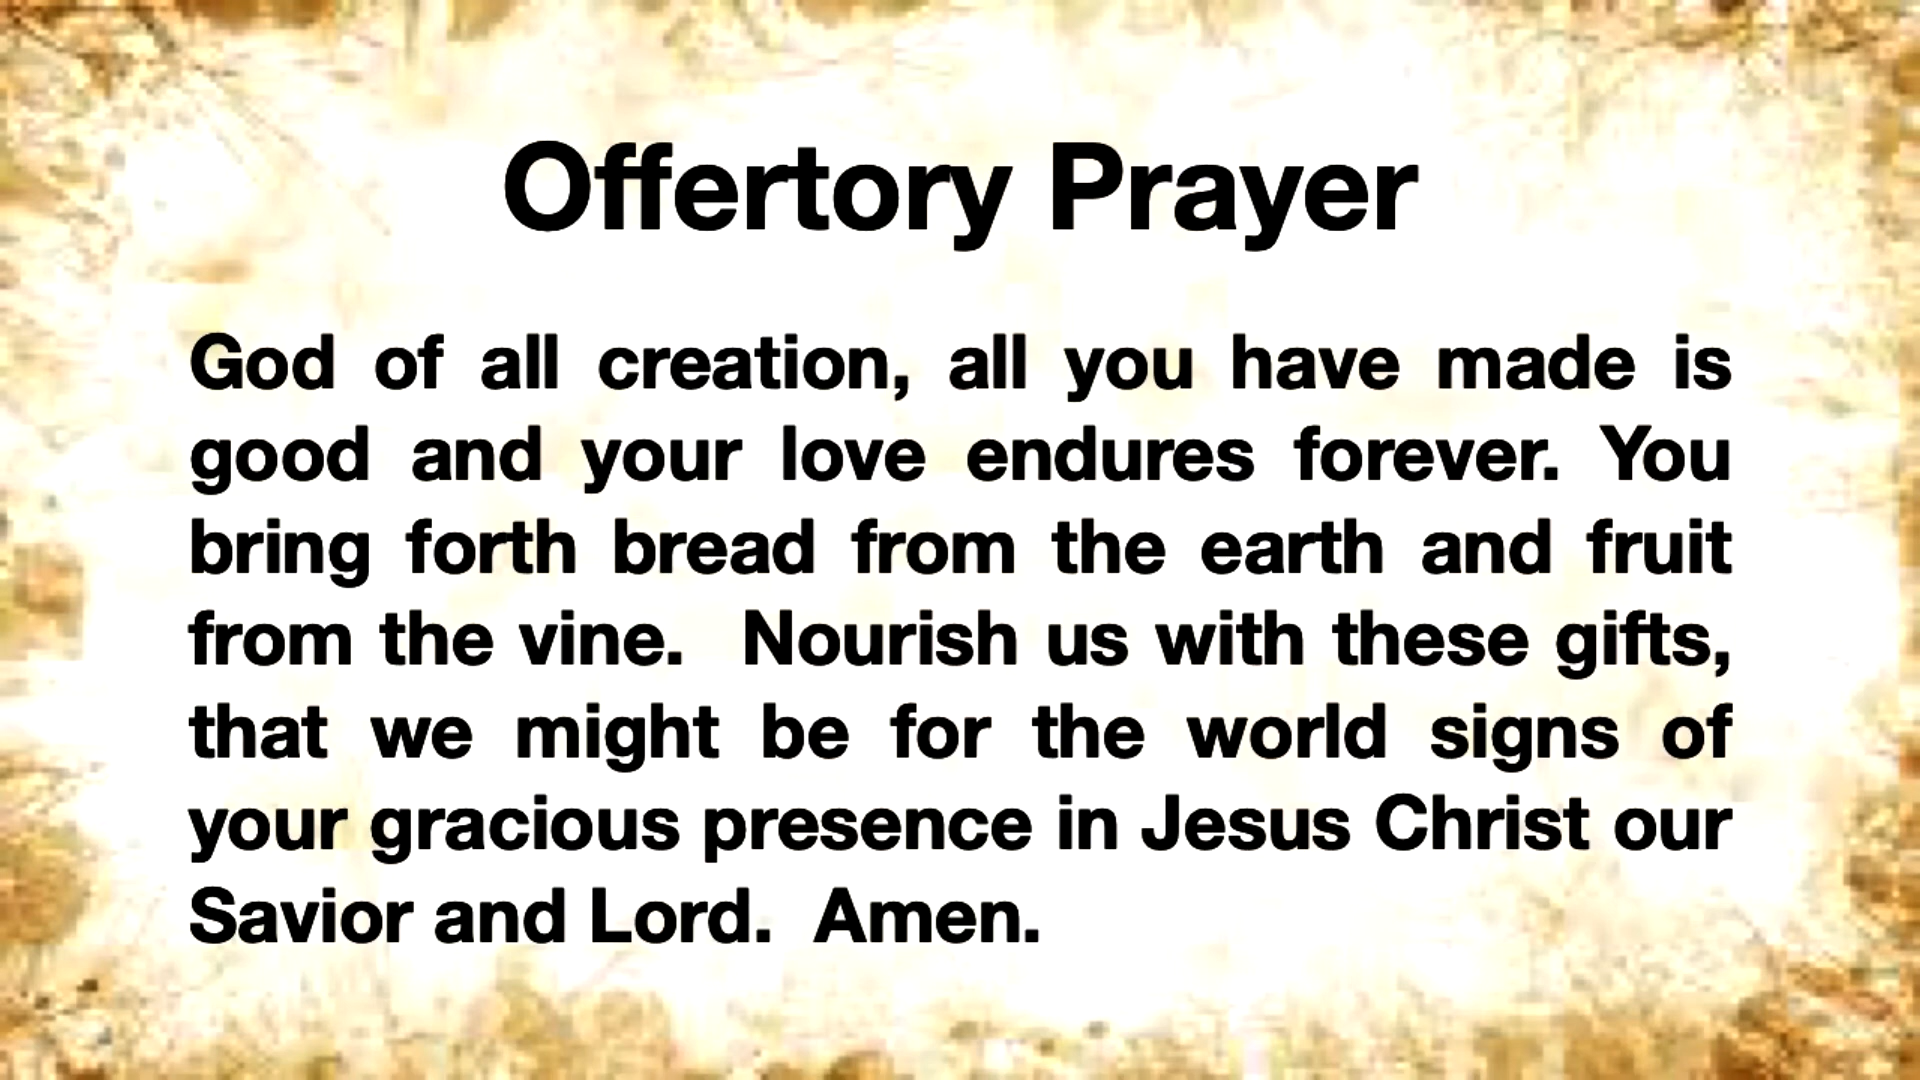 Offertory Prayer
God of all creation, all you have made is
good and your love endures forever. You
bring forth bread from the earth and fruit
from the vine.  Nourish us with these gifts,
that we might be for the world signs of
your gracious presence in Jesus Christ our
Savior and Lord.  Amen.